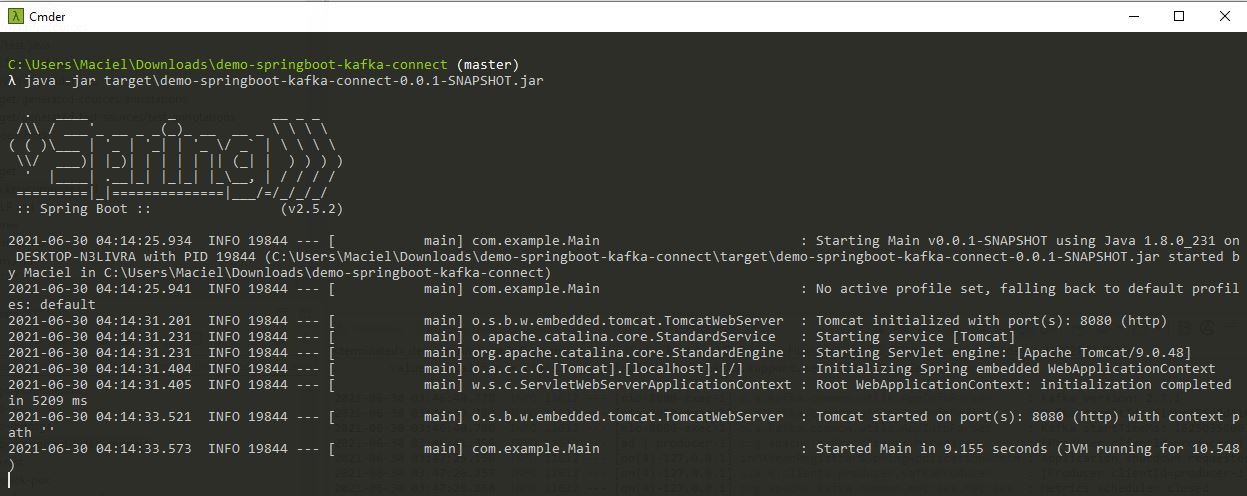 Cmder
C:\Users\Maciel\Downloads\demo-springboot-kafka-connect (master)
λ java -jar target\demo-springboot-kafka-connect-0.0.1-SNAPSHOT.jar
  .   ____          _            __ _ _
 /\\ / ___'_ __ _ _(_)_ __  __ _ \ \ \ \
( ( )\___ | '_ | '_| | '_ \/ _` | \ \ \ \
 \\/  ___)| |_)| | | | | || (_| |  ) ) ) )
  '  |____| .__|_| |_|_| |_\__, | / / / /
 =========|_|==============|___/=/_/_/_/
 :: Spring Boot ::                (v2.5.2)
2021-06-30 04:14:25.934  INFO 19844 --- [           main] com.example.Main                         : Starting Main v0.0.1-SNAPSHOT using Java 1.8.0_231 on
 DESKTOP-N3LIVRA with PID 19844 (C:\Users\Maciel\Downloads\demo-springboot-kafka-connect\target\demo-springboot-kafka-connect-0.0.1-SNAPSHOT.jar started b
y Maciel in C:\Users\Maciel\Downloads\demo-springboot-kafka-connect)
2021-06-30 04:14:25.941  INFO 19844 --- [           main] com.example.Main                         : No active profile set, falling back to default profil
es: default
2021-06-30 04:14:31.201  INFO 19844 --- [           main] o.s.b.w.embedded.tomcat.TomcatWebServer  : Tomcat initialized with port(s): 8080 (http)
2021-06-30 04:14:31.231  INFO 19844 --- [           main] o.apache.catalina.core.StandardService   : Starting service [Tomcat]
2021-06-30 04:14:31.231  INFO 19844 --- [           main] org.apache.catalina.core.StandardEngine  : Starting Servlet engine: [Apache Tomcat/9.0.48]
2021-06-30 04:14:31.404  INFO 19844 --- [           main] o.a.c.c.C.[Tomcat].[localhost].[/]       : Initializing Spring embedded WebApplicationContext
2021-06-30 04:14:31.405  INFO 19844 --- [           main] w.s.c.ServletWebServerApplicationContext : Root WebApplicationContext: initialization completed
in 5209 ms
2021-06-30 04:14:33.521  INFO 19844 --- [           main] o.s.b.w.embedded.tomcat.TomcatWebServer  : Tomcat started on port(s): 8080 (http) with context p
ath ''
2021-06-30 04:14:33.573  INFO 19844 --- [           main] com.example.Main                         : Started Main in 9.155 seconds (JVM running for 10.548
)